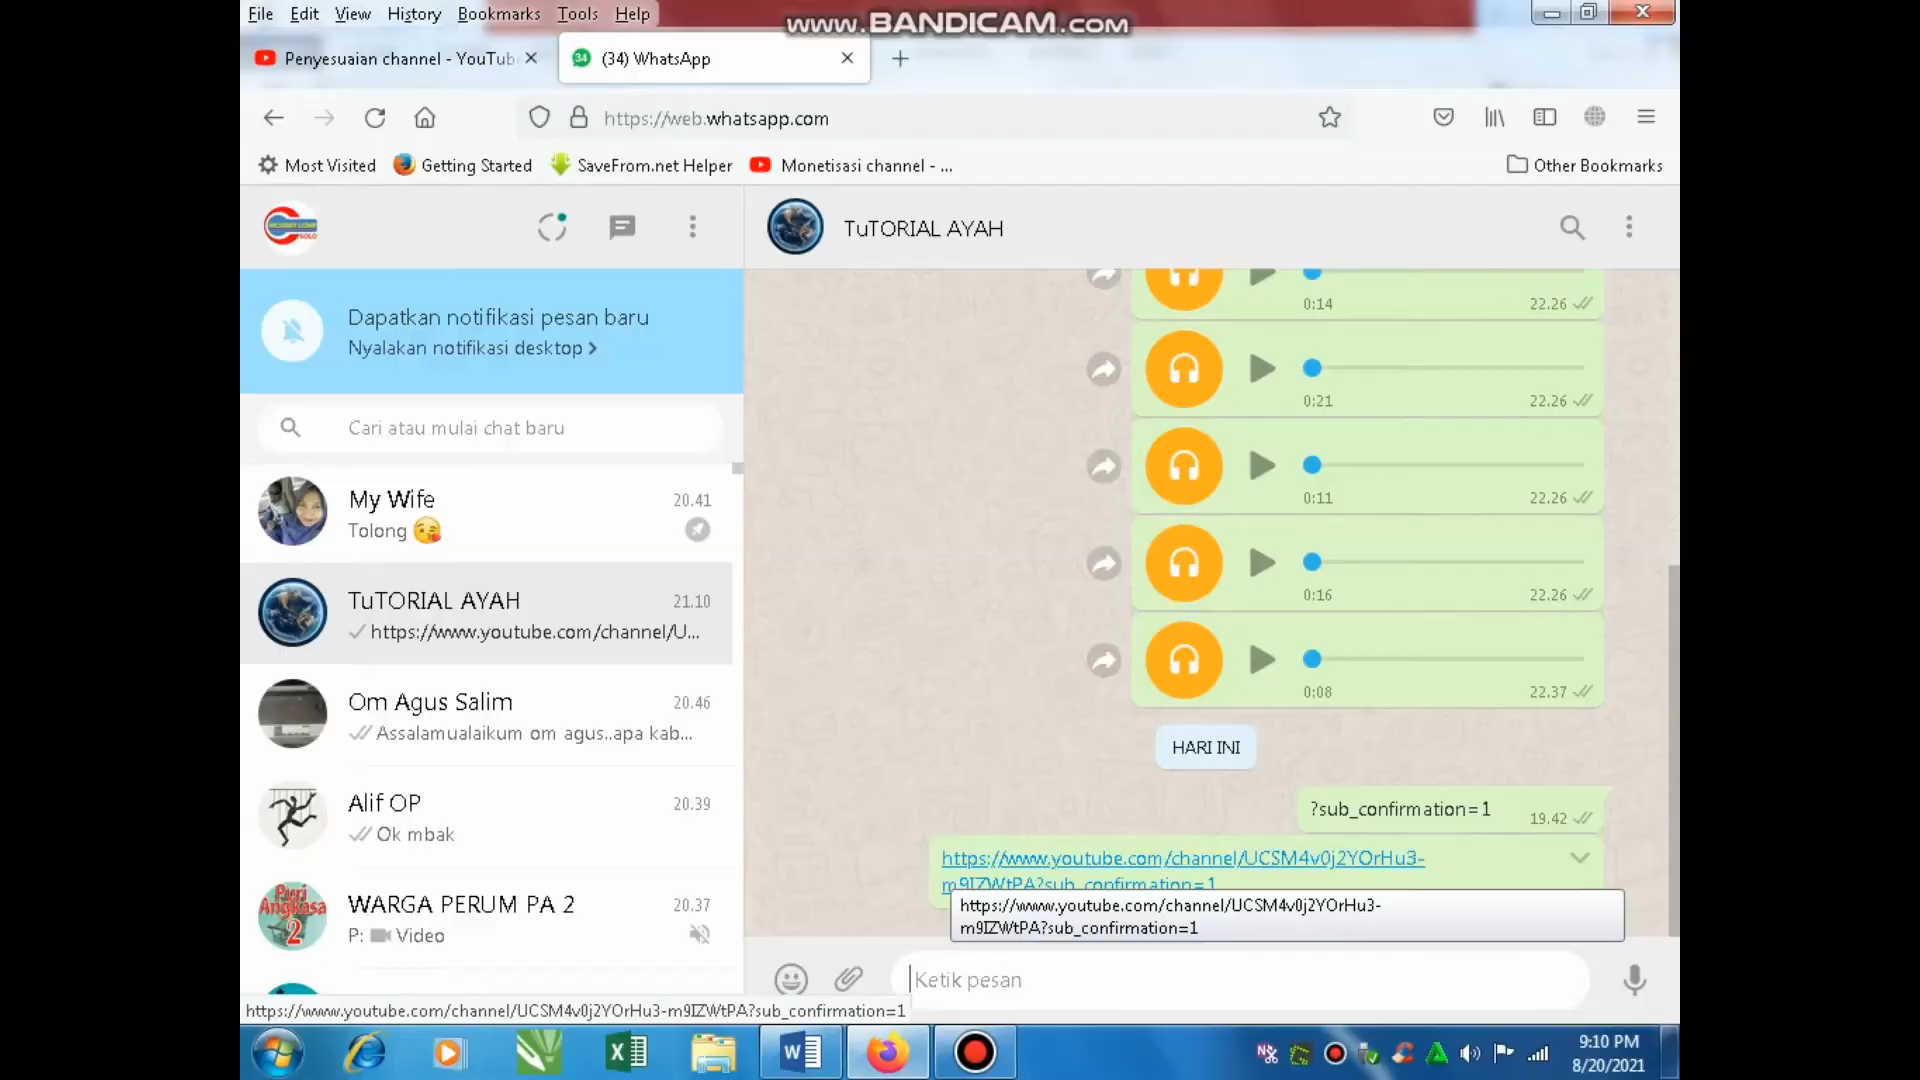 File Edit View History Bookmarks Tools Help
www.BANDICAM.com
Penyesuaian channel - YouTub
34 (34) WhatsApp
https://web.whatsapp.com
Most Visited Getting Started SaveFrom.net Helper Monetisasi channel - ... Other Bookmarks
TuTORIAL AYAH
Dapatkan notifikasi pesan baru
Nyalakan notifikasi desktop >
Cari atau mulai chat baru
My Wife 20.41
Tolong
TuTORIAL AYAH 21.10
https://www.youtube.com/channel/U...
Om Agus Salim 20.46
Assalamualaikum om agus..apa kab...
Alif OP 20.39
Ok mbak
Puri Angkasa 2
WARGA PERUM PA 2 20.37
P: Video
0:14 22.26
0:21 22.26
0:11 22.26
0:16 22.26
0:08 22.37
HARI INI
?sub_confirmation=1 19.42
https://www.youtube.com/channel/UCSM4v0j2YOrHu3-
m9IZWtPA?sub_confirmation=1
https://www.youtube.com/channel/UCSM4v0j2YOrHu3-
m9IZWtPA?sub_confirmation=1
Ketik pesan
https://www.youtube.com/channel/UCSM4v0j2YOrHu3-m9IZWtPA?sub_confirmation=1
9:10 PM
8/20/2021